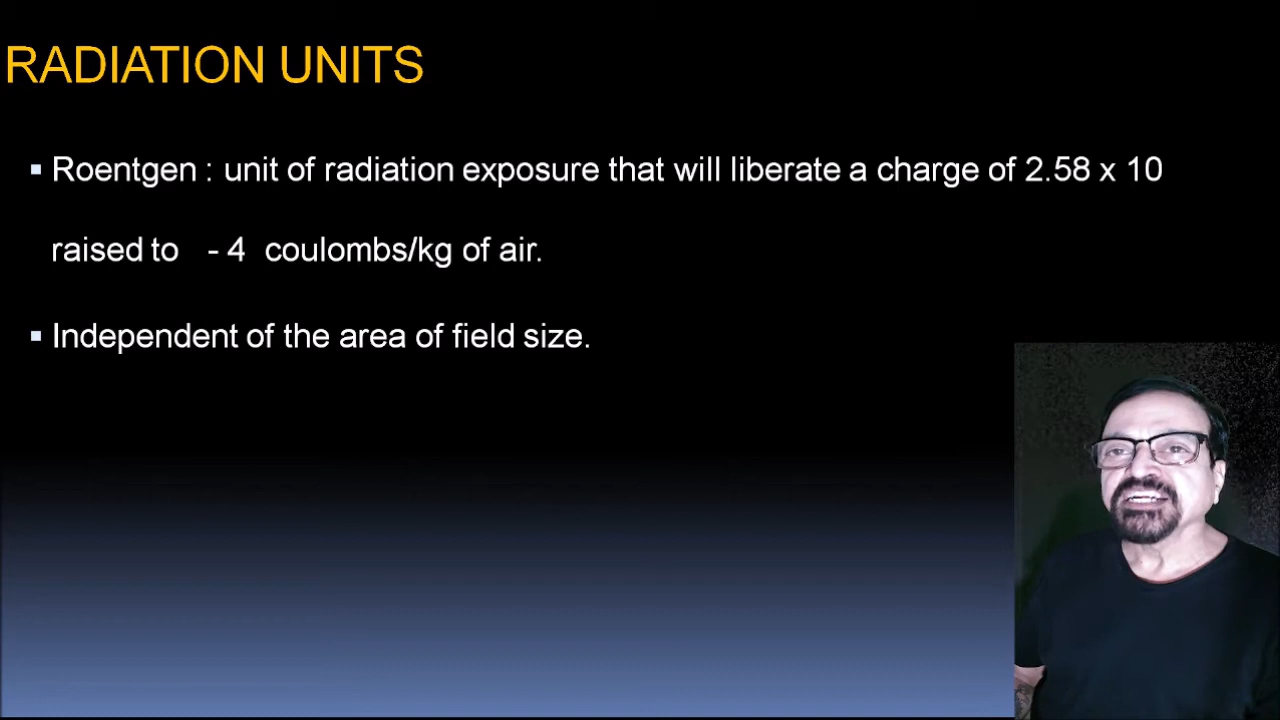 RADIATION UNITS
Roentgen : unit of radiation exposure that will liberate a charge of 2.58 x 10
raised to - 4 coulombs/kg of air.
Independent of the area of field size.